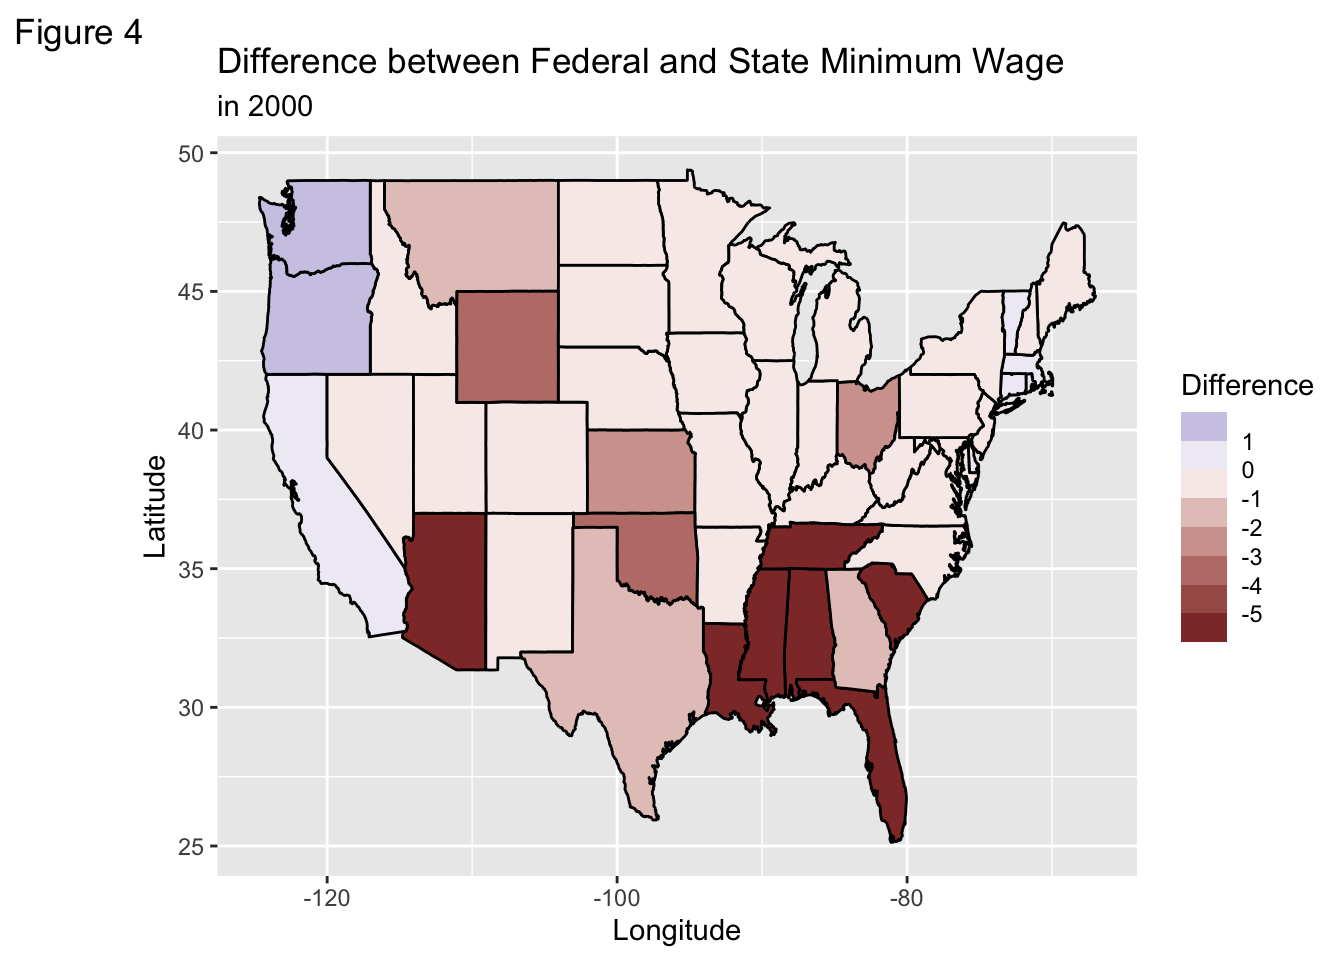 Figure 4
Difference between Federal and State Minimum Wage
in 2000
50
45
40
35
30
25
Latitude
-120
-100
-80
Longitude
Difference
1
0
-1
-2
-3
-4
-5